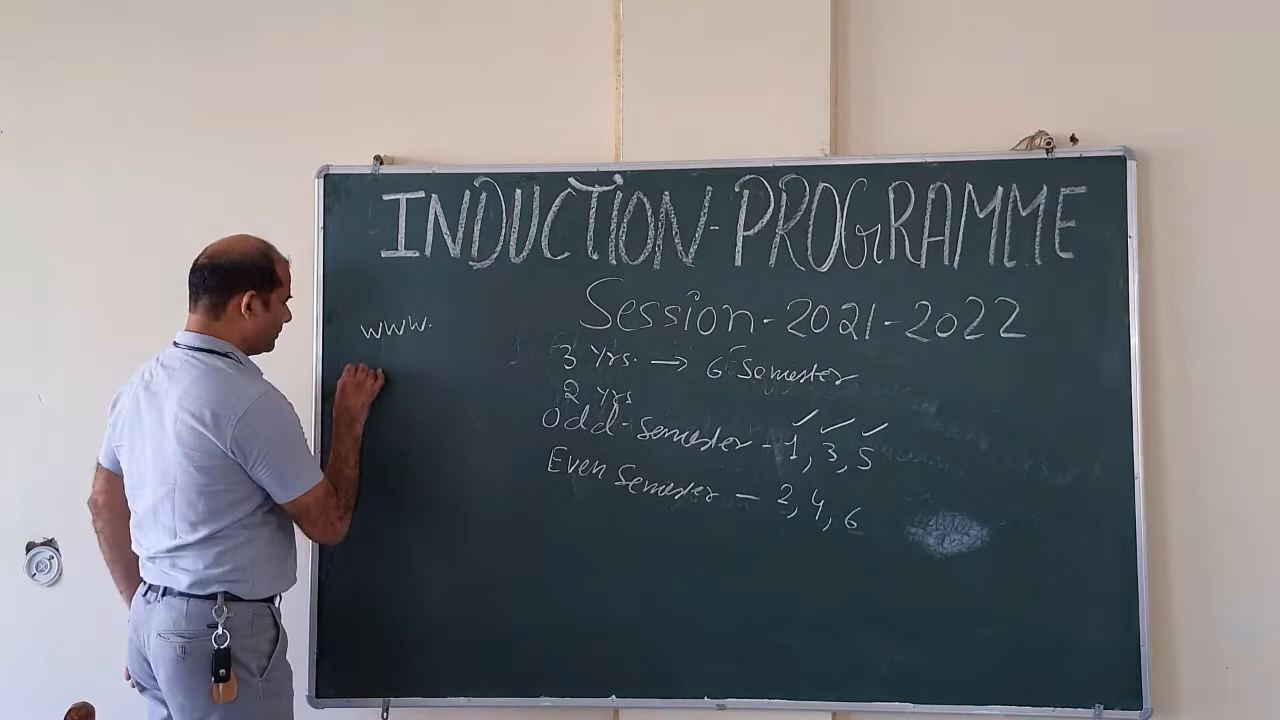 INDUCTION-PROGRAMME
Session-2021-2022
www.
3 yrs. → 6 semester
2 yrs
Odd-semester - 1, 3, 5
Even Semester - 2, 4, 6